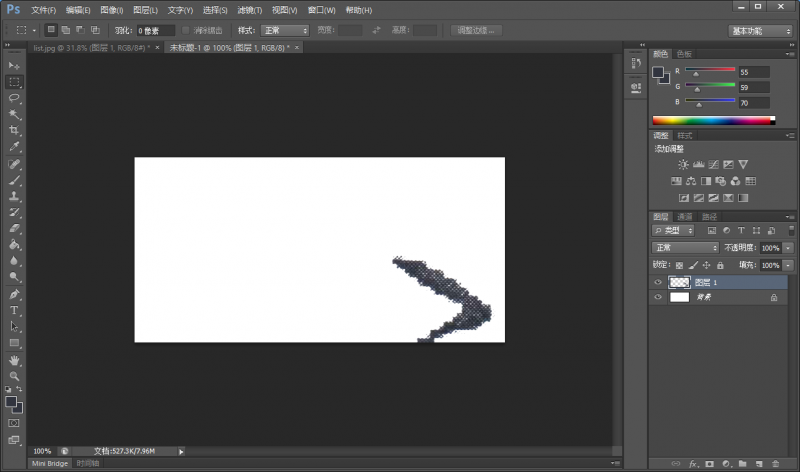 Ps 文件(F) 编辑(E) 图像(I) 图层(L) 文字(Y) 选择(S) 滤镜(T) 视图(V) 窗口(W) 帮助(H)
羽化: 0 像素 消除锯齿 样式: 正常 宽度: 高度: 调整边缘... 基本功能
list.jpg @ 31.8% (图层 1, RGB/8#) * × 未标题-1 @ 100% (图层 1, RGB/8) * ×
颜色 色板
R 55
G 59
B 70
调整 样式
添加调整
图层 通道 路径
类型
正常 不透明度: 100%
锁定: 填充: 100%
图层 1
背景
100% 文档:527.3K/7.96M
Mini Bridge 时间轴
fx